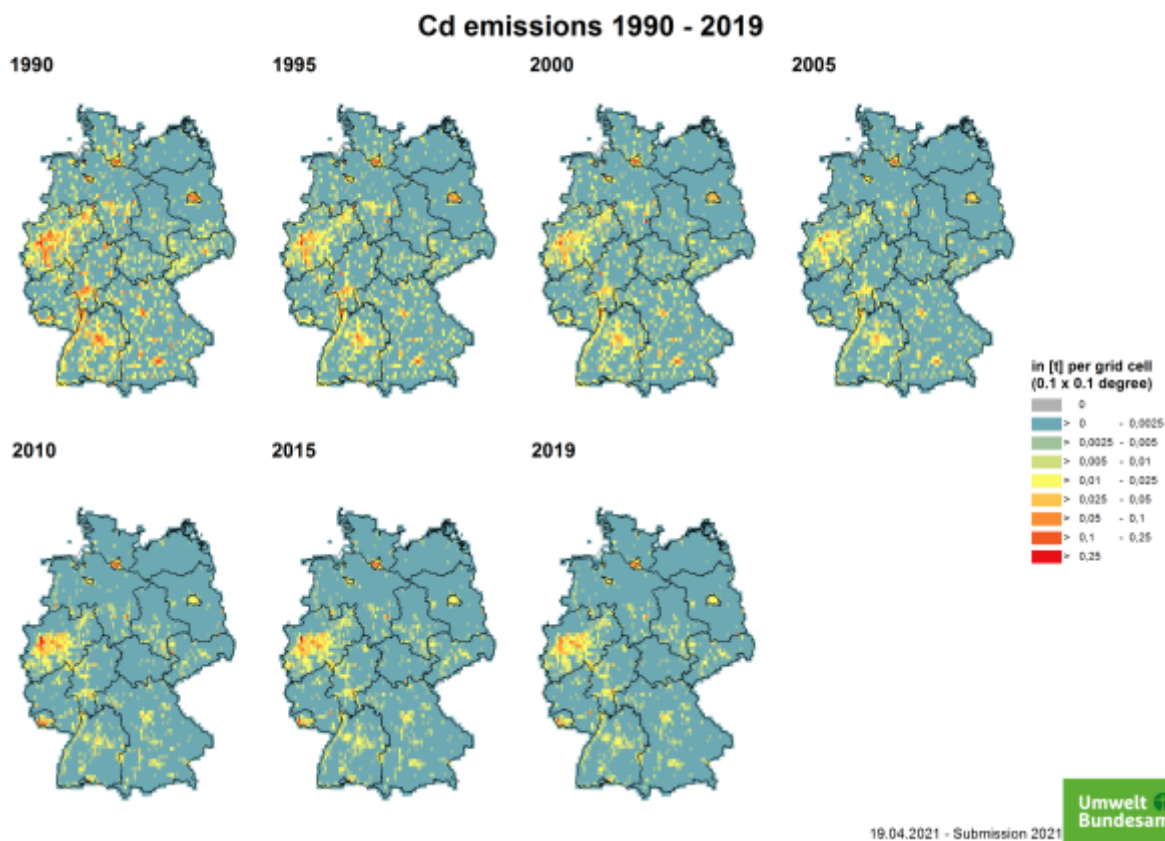 Cd emissions 1990 - 2019
1990 1995 2000 2005
in [t] per grid cell
(0.1 x 0.1 degree)
0
> 0 - 0,0025
> 0,0025 - 0,005
> 0,005 - 0,01
> 0,01 - 0,025
> 0,025 - 0,05
> 0,05 - 0,1
> 0,1 - 0,25
> 0,25
2010 2015 2019
Umwelt
Bundesam
19.04.2021 - Submission 2021